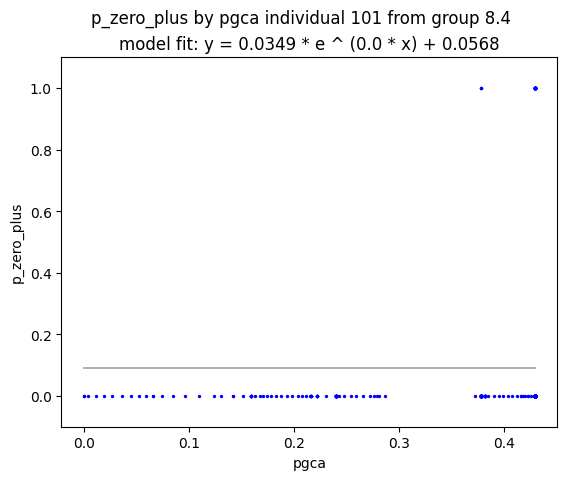 p_zero_plus by pgca individual 101 from group 8.4
model fit: y = 0.0349 * e ^ (0.0 * x) + 0.0568
1.0
0.8
0.6
0.4
0.2
0.0
p_zero_plus
0.0 0.1 0.2 0.3 0.4
pgca